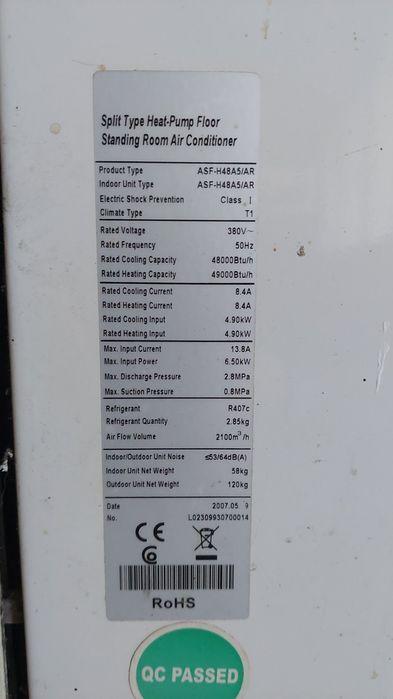 Split Type Heat-Pump Floor
Standing Room Air Conditioner
Product Type ASF-H48A5/AR
Indoor Unit Type ASF-H48A5/AR
Electric Shock Prevention Class I
Climate Type T1
Rated Voltage 380V~
Rated Frequency 50Hz
Rated Cooling Capacity 48000Btu/h
Rated Heating Capacity 49000Btu/h
Rated Cooling Current 8.4A
Rated Heating Current 8.4A
Rated Cooling Input 4.90kW
Rated Heating Input 4.90kW
Max. Input Current 13.8A
Max. Input Power 6.50kW
Max. Discharge Pressure 2.8MPa
Max. Suction Pressure 0.8MPa
Refrigerant R407c
Refrigerant Quantity 2.85kg
Air Flow Volume 2100m³/h
Indoor/Outdoor Unit Noise ≤53/64dB(A)
Indoor Unit Net Weight 58kg
Outdoor Unit Net Weight 120kg
Date 2007.05 9
No. L02309930700014
CE
RoHS
QC PASSED